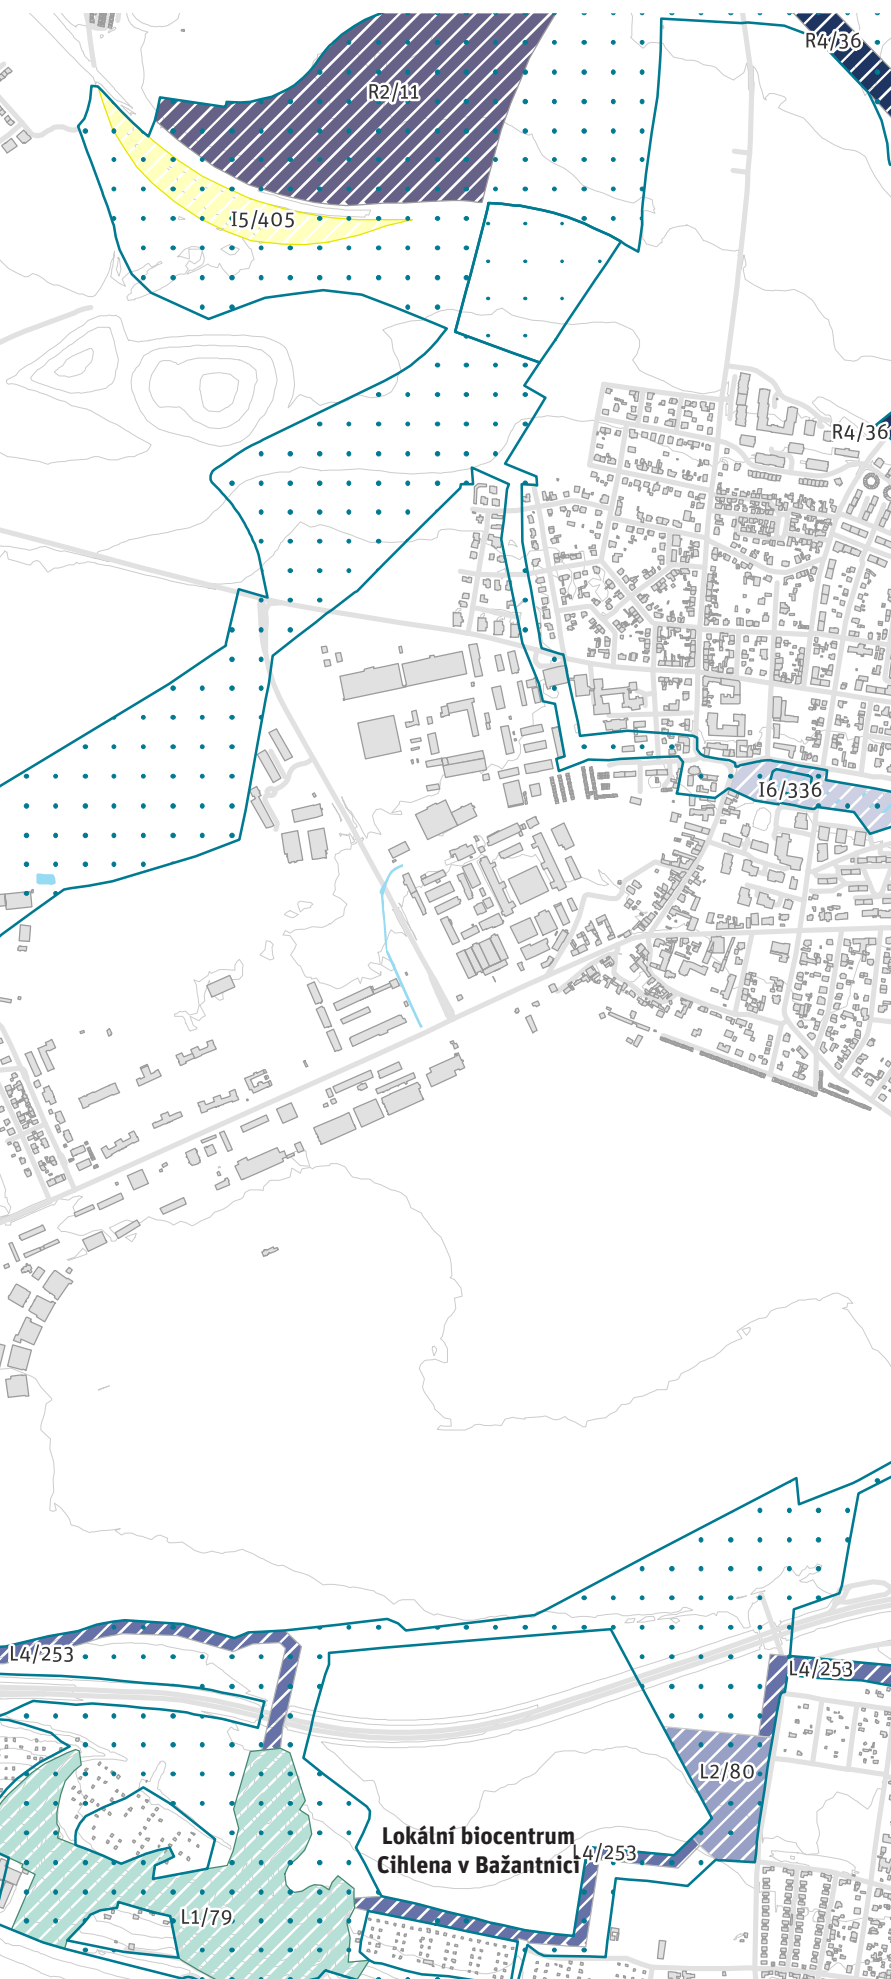 R4/36
R2/11
I5/405
R4/36
I6/336
L4/253
L4/253
L2/80
Lokální biocentrum
Cihlena v Bažantnici
L4/253
L1/79